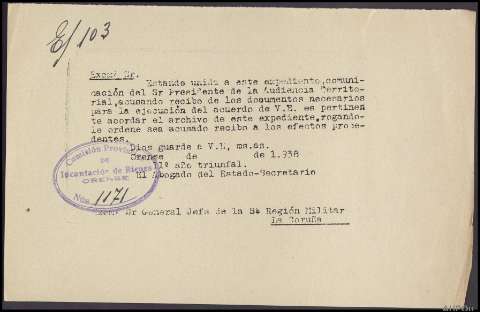 E/103
Excmº Sr.
Estando unida a este expediente,comuni-
cación del Sr Presidente de la Audiencia Territo-
rial,acusando recibo de los documentos necesarios
para la ejecución del acuerdo de V.E. es pertinen
te acordar el archivo de este expediente,rogando-
le ordene sea acusado recibo a los efectos proce-
dentes.
Dios guarde a V.E, ms.as.
Orense de de 1.938
11º año triunfal.
El Abogado del Estado-Secretario
Comisión Provincial
DE
Incautación de Bienes
ORENSE
Núm. 1171
Sr General Jefe de la 8ª Región Militar
La Coruña